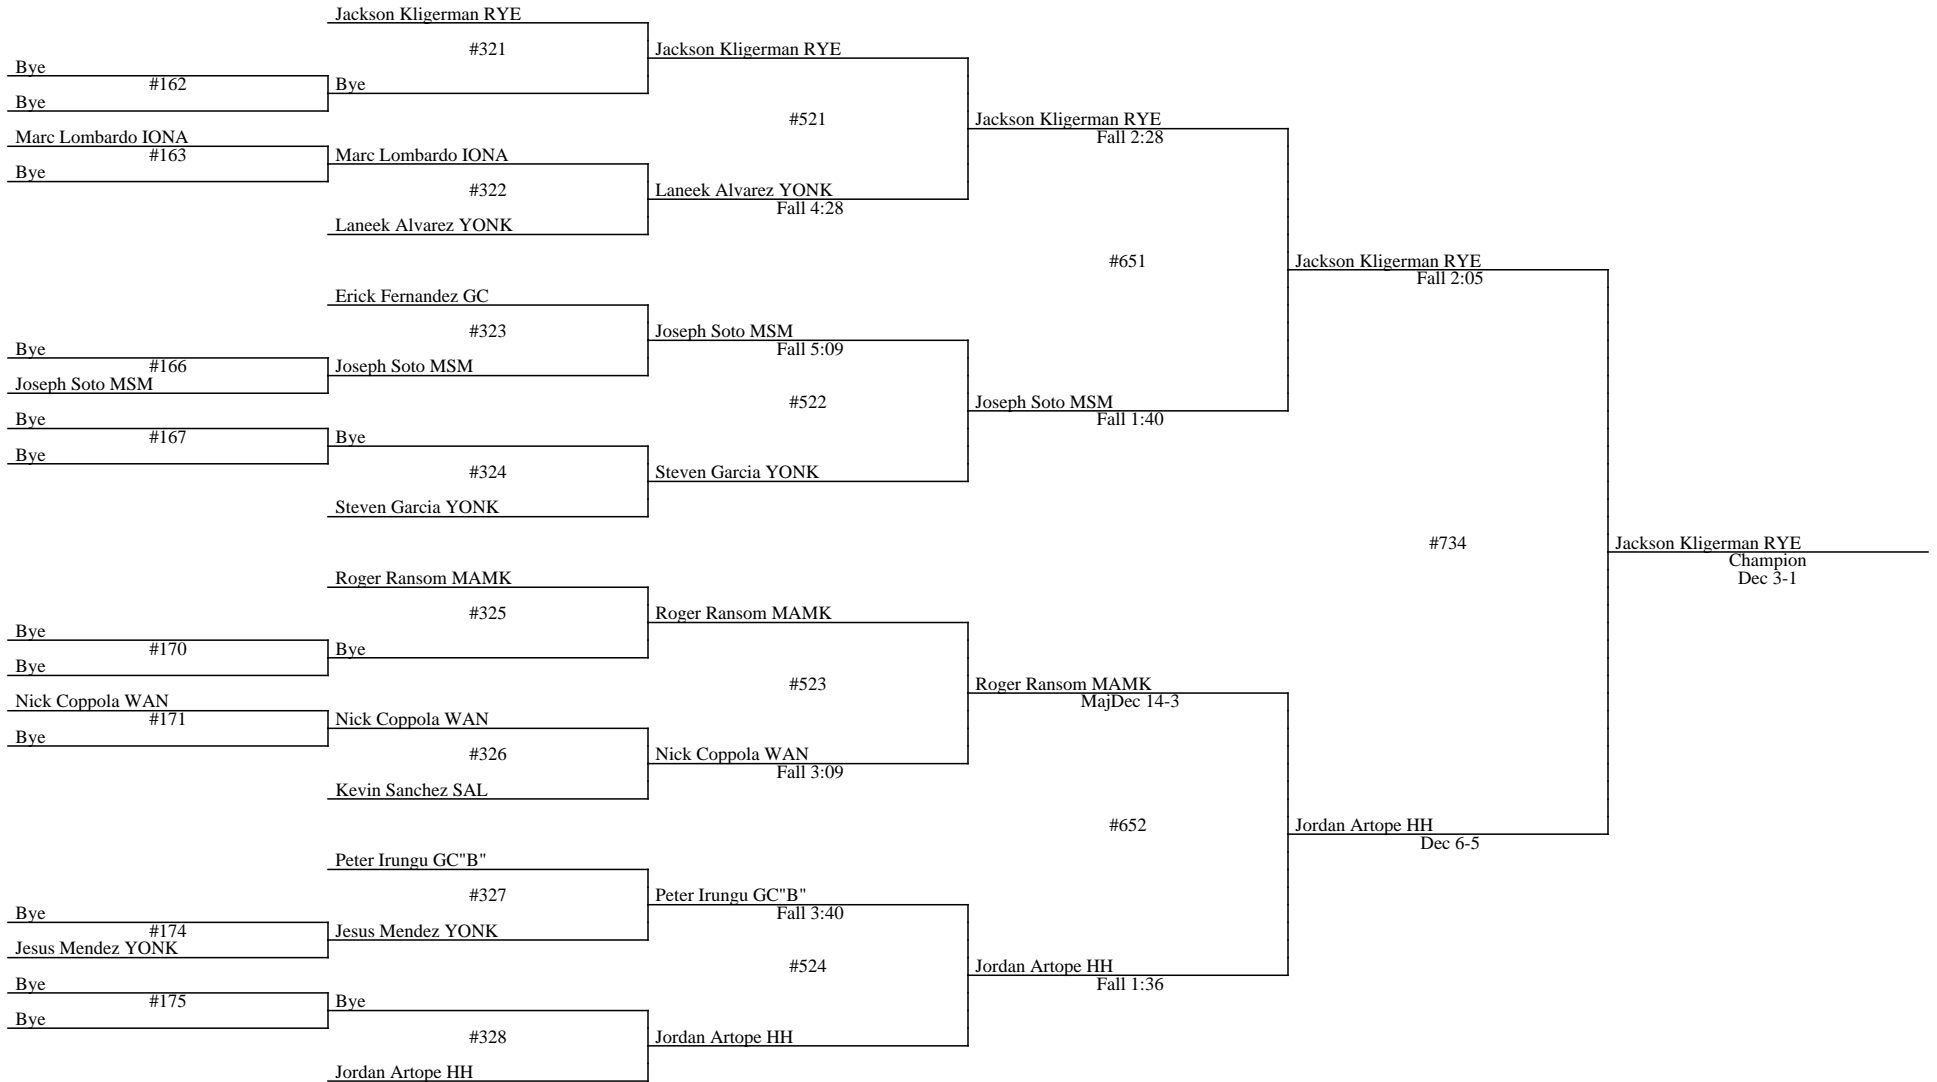 Jackson Kligerman RYE
#321
Jackson Kligerman RYE
Bye
#162
Bye
Bye
#521
Jackson Kligerman RYE
Fall 2:28
Marc Lombardo IONA
#163
Marc Lombardo IONA
Bye
#322
Laneek Alvarez YONK
Fall 4:28
Laneek Alvarez YONK
#651
Jackson Kligerman RYE
Fall 2:05
Erick Fernandez GC
#323
Joseph Soto MSM
Fall 5:09
Bye
#166
Joseph Soto MSM
Joseph Soto MSM
#522
Joseph Soto MSM
Fall 1:40
Bye
#167
Bye
Bye
#324
Steven Garcia YONK
Steven Garcia YONK
#734
Jackson Kligerman RYE
Champion
Dec 3-1
Roger Ransom MAMK
#325
Roger Ransom MAMK
Bye
#170
Bye
Bye
#523
Roger Ransom MAMK
MajDec 14-3
Nick Coppola WAN
#171
Nick Coppola WAN
Bye
#326
Nick Coppola WAN
Fall 3:09
Kevin Sanchez SAL
#652
Jordan Artope HH
Dec 6-5
Peter Irungu GC"B"
#327
Peter Irungu GC"B"
Fall 3:40
Bye
#174
Jesus Mendez YONK
Jesus Mendez YONK
#524
Jordan Artope HH
Fall 1:36
Bye
#175
Bye
Bye
#328
Jordan Artope HH
Jordan Artope HH